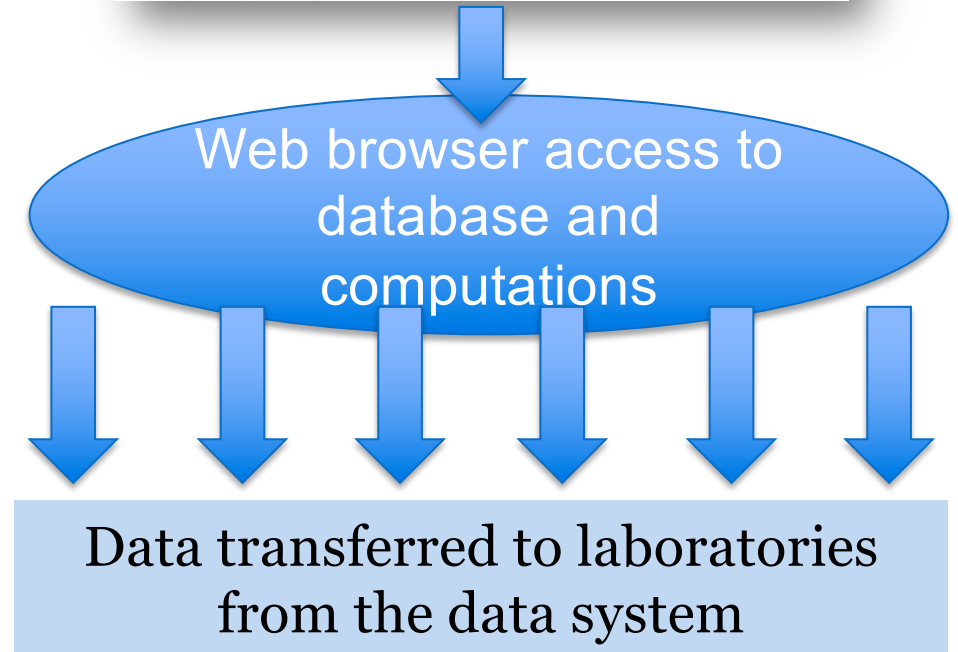 Web browser access to
database and
computations
Data transferred to laboratories
from the data system